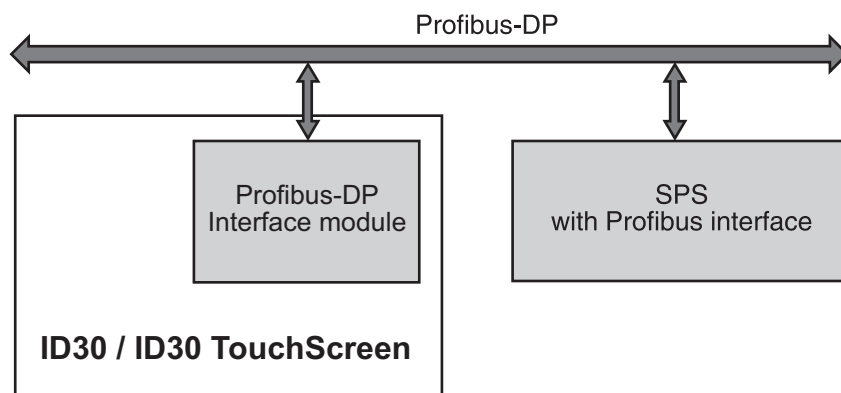 Profibus-DP
Profibus-DP
Interface module
SPS
with Profibus interface
ID30 / ID30 TouchScreen